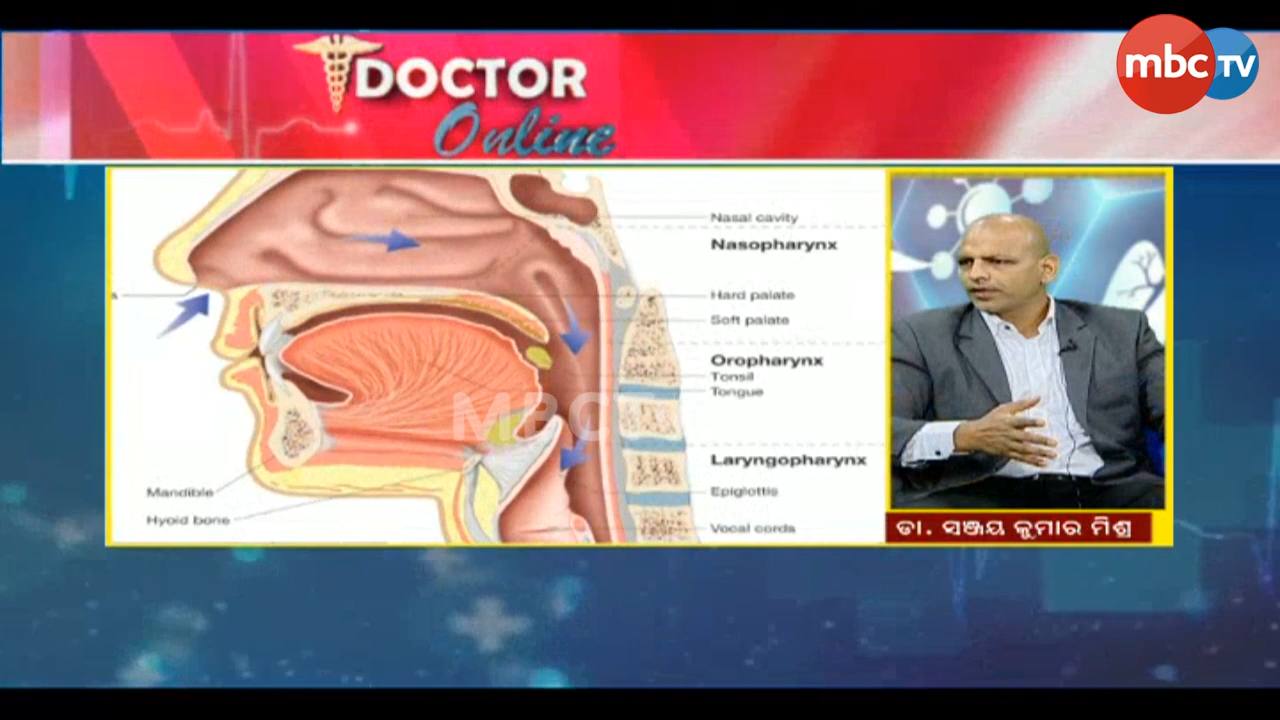 DOCTOR
Online
mbc TV
Nasal cavity
Nasopharynx
Hard palate
Soft palate
Oropharynx
Tonsil
Tongue
Laryngopharynx
Epiglottis
Vocal cords
Mandible
Hyoid bone
ଡା. ସଞ୍ଜୟ କୁମାର ମିଶ୍ର